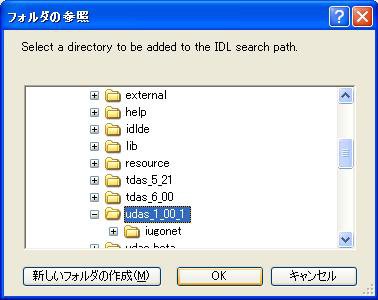 フォルダの参照
Select a directory to be added to the IDL search path.
external
help
idlde
lib
resource
tdas_5_21
tdas_6_00
udas_1_00_1
iugonet
udas_beta
新しいフォルダの作成(M)
OK
キャンセル